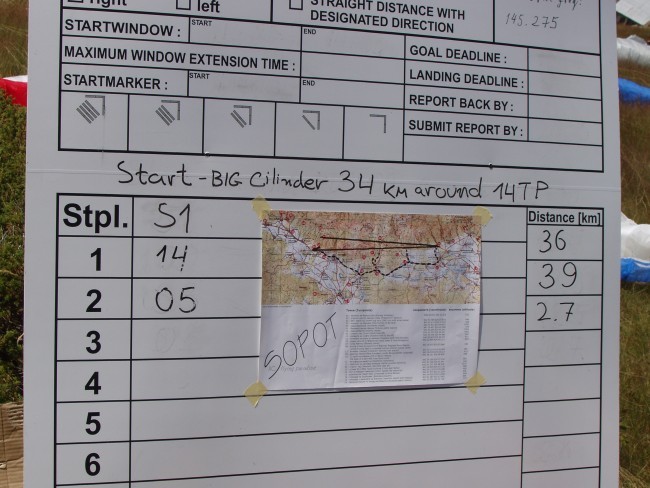 right
left
STRAIGHT DISTANCE WITH
DESIGNATED DIRECTION
145.275
STARTWINDOW : START END
MAXIMUM WINDOW EXTENSION TIME :
STARTMARKER : START END
GOAL DEADLINE :
LANDING DEADLINE :
REPORT BACK BY :
SUBMIT REPORT BY :
Start - BIG Cilinder 34 KM around 14TP
Stpl. S1 Distance [km]
36
1 14 39
2 05 2.7
3
4
5
6
SOPOT